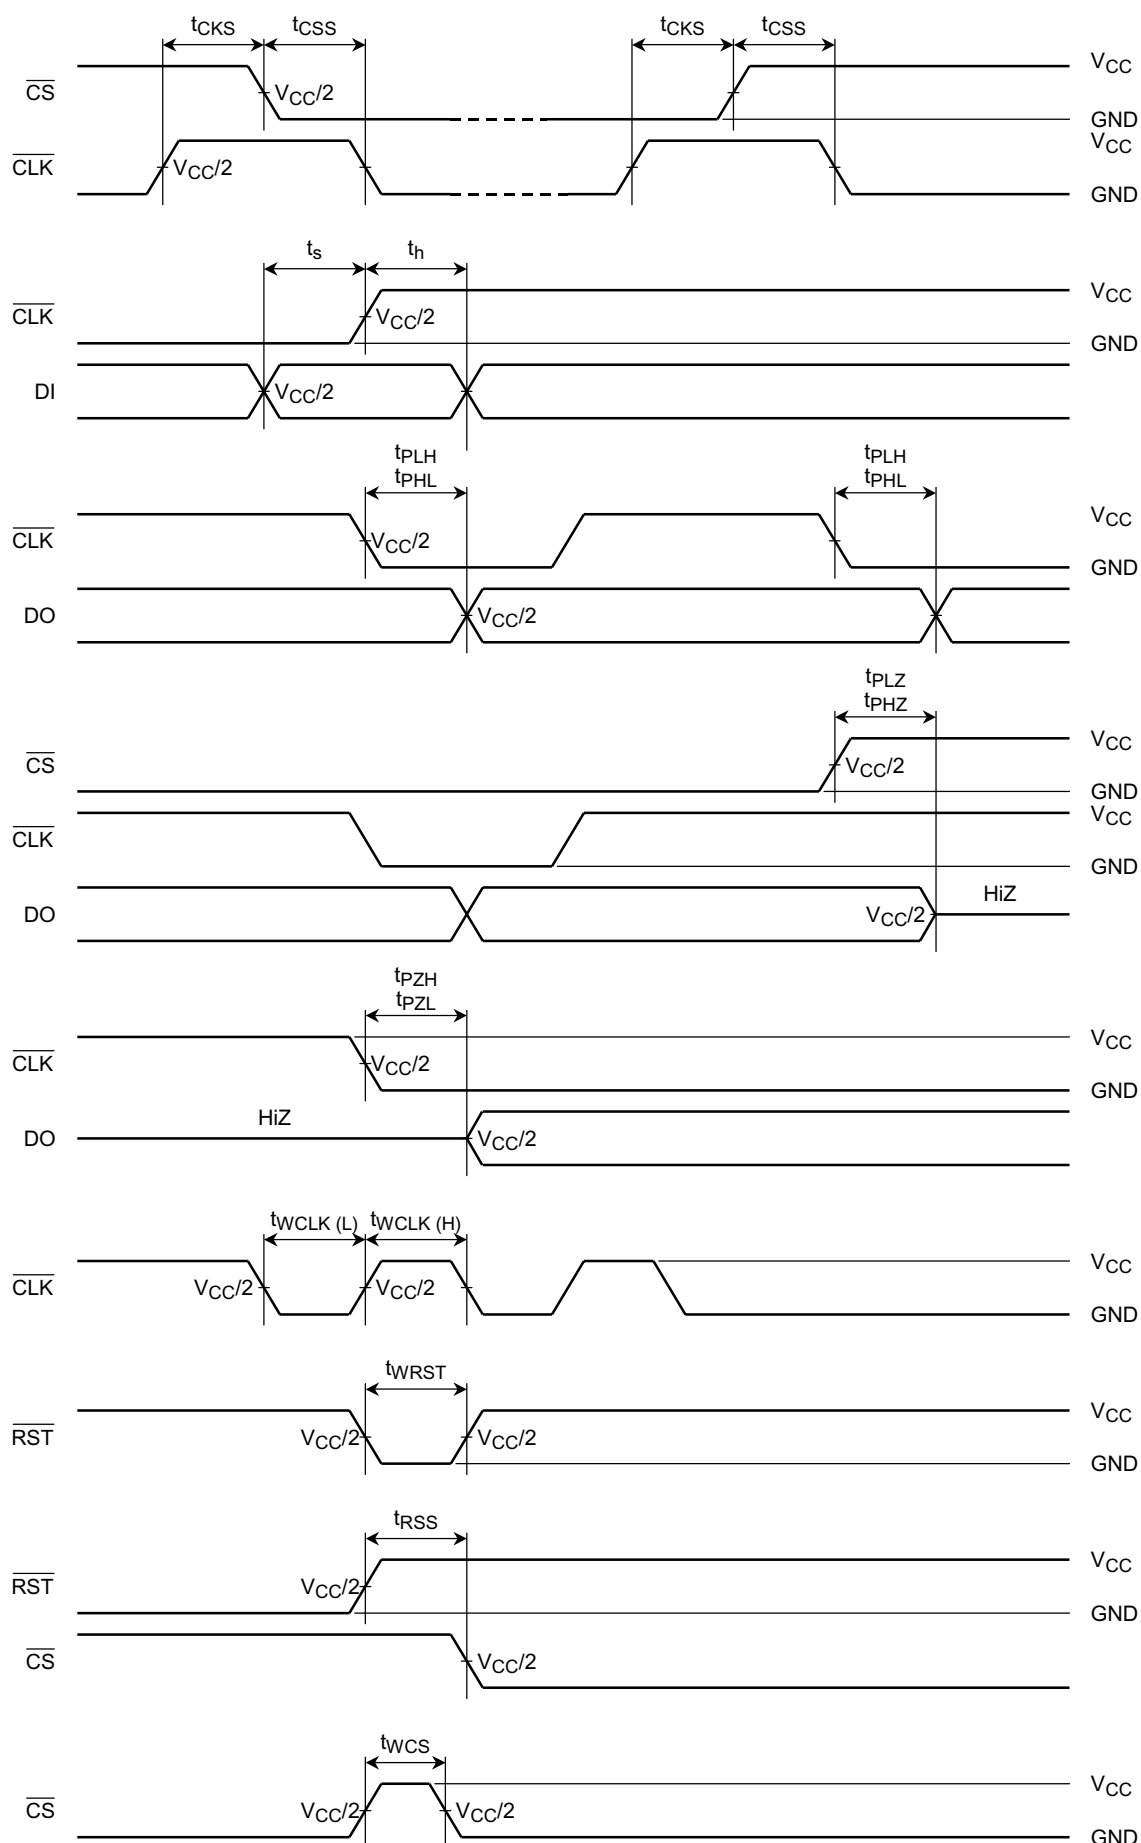 tCKS tCSS tCKS tCSS
VCC
CS VCC/2
GND
VCC
CLK VCC/2
GND
ts th
VCC
CLK VCC/2
GND
DI VCC/2
tPLH tPLH
tPHL tPHL
VCC
CLK VCC/2
GND
DO VCC/2
tPLZ
tPHZ
VCC
CS VCC/2
GND
VCC
CLK
GND
HiZ
DO VCC/2
tPZH
tPZL
VCC
CLK VCC/2
GND
HiZ
DO VCC/2
tWCLK (L) tWCLK (H)
VCC
CLK VCC/2 VCC/2
GND
tWRST
VCC
RST VCC/2 VCC/2
GND
tRSS
VCC
RST VCC/2
GND
CS VCC/2
tWCS
VCC
CS VCC/2 VCC/2
GND